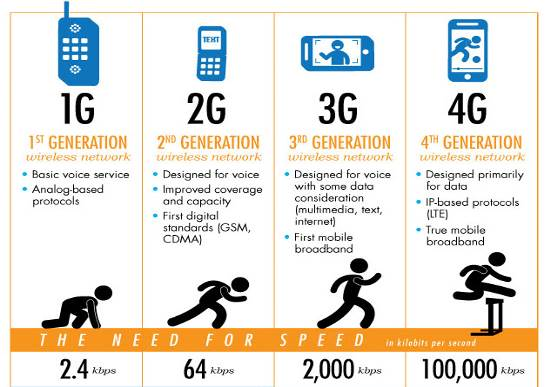 TEXT
1G
1ST GENERATION
wireless network
• Basic voice service
• Analog-based
protocols
2G
2ND GENERATION
wireless network
• Designed for voice
• Improved coverage
and capacity
• First digital
standards (GSM,
CDMA)
3G
3RD GENERATION
wireless network
• Designed for voice
with some data
consideration
(multimedia, text,
internet)
• First mobile
broadband
4G
4TH GENERATION
wireless network
• Designed primarily
for data
• IP-based protocols
(LTE)
• True mobile
broadband
THE NEED FOR SPEED in kilobits per second
2.4 kbps
64 kbps
2,000 kbps
100,000 kbps